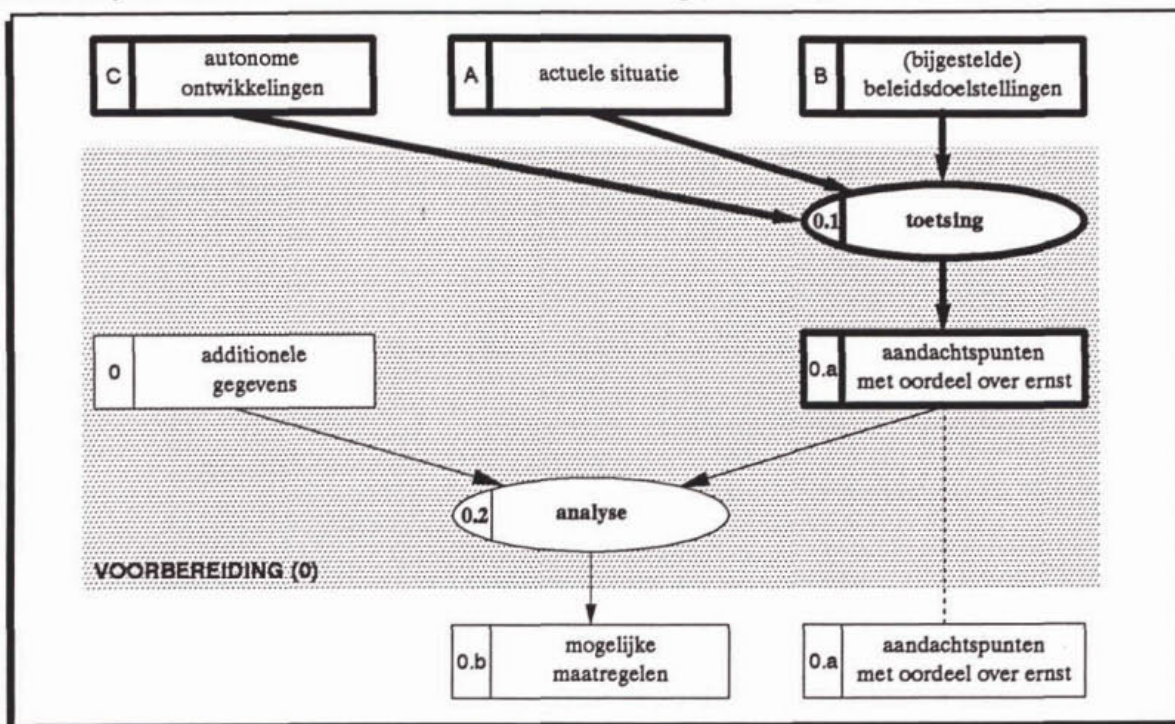 C
autonome
ontwikkelingen
A
actuele situatie
B
(bijgestelde)
beleidsdoelstellingen
0.1
toetsing
0
additionele
gegevens
0.a
aandachtspunten
met oordeel over ernst
0.2
analyse
VOORBEREIDING (0)
0.b
mogelijke
maatregelen
0.a
aandachtspunten
met oordeel over ernst